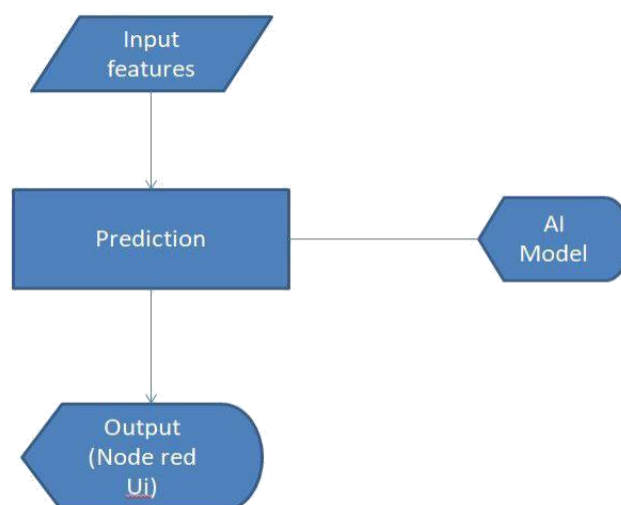 Input
features
Prediction
AI
Model
Output
(Node red
Ui)